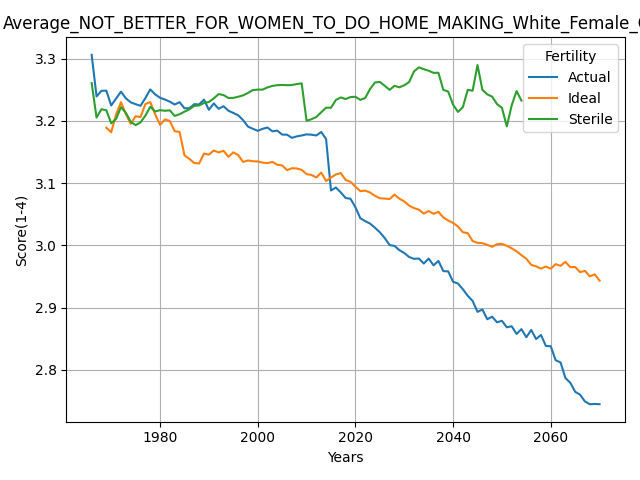 Average_NOT_BETTER_FOR_WOMEN_TO_DO_HOME_MAKING_White_Female_
Fertility
Actual
Ideal
Sterile
Score(1-4)
3.3
3.2
3.1
3.0
2.9
2.8
1980 2000 2020 2040 2060
Years